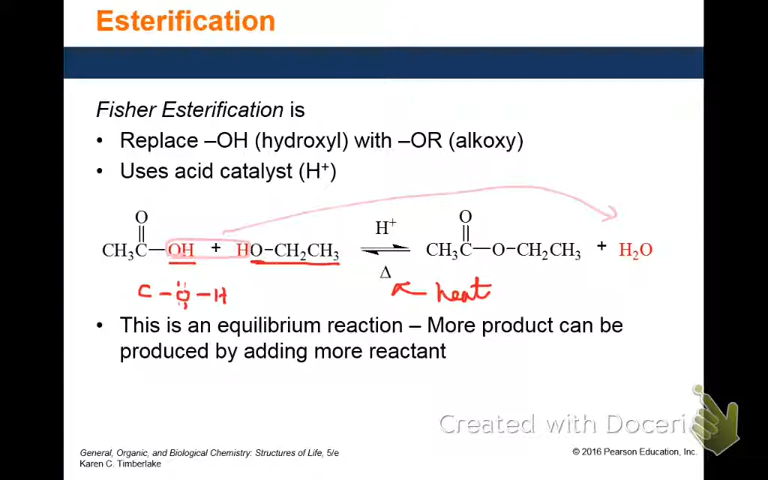 Esterification
Fisher Esterification is
• Replace –OH (hydroxyl) with –OR (alkoxy)
• Uses acid catalyst (H⁺)
O
||
CH₃C—OH + HO–CH₂CH₃
H⁺
⇌
Δ
O
||
CH₃C—O–CH₂CH₃ + H₂O
C – Ö – H
heat
• This is an equilibrium reaction – More product can be
produced by adding more reactant
Created with Doceri
General, Organic, and Biological Chemistry: Structures of Life, 5/e
Karen C. Timberlake
© 2016 Pearson Education, Inc.